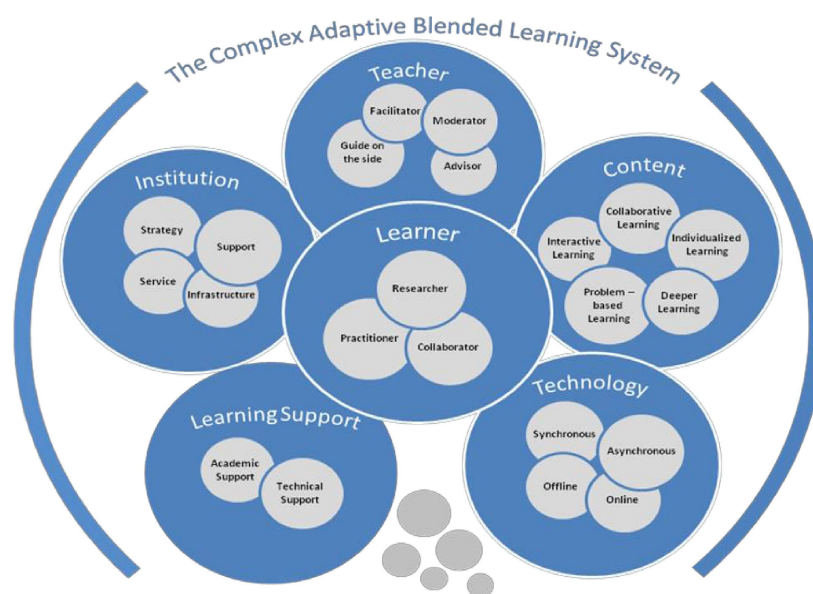 The Complex Adaptive Blended Learning System
Teacher
Facilitator
Moderator
Guide on
the side
Advisor
Institution
Strategy
Support
Service
Infrastructure
Content
Collaborative
Learning
Interactive
Learning
Individualized
Learning
Problem –
based
Learning
Deeper
Learning
Learner
Researcher
Practitioner
Collaborator
Learning Support
Academic
Support
Technical
Support
Technology
Synchronous
Asynchronous
Offline
Online